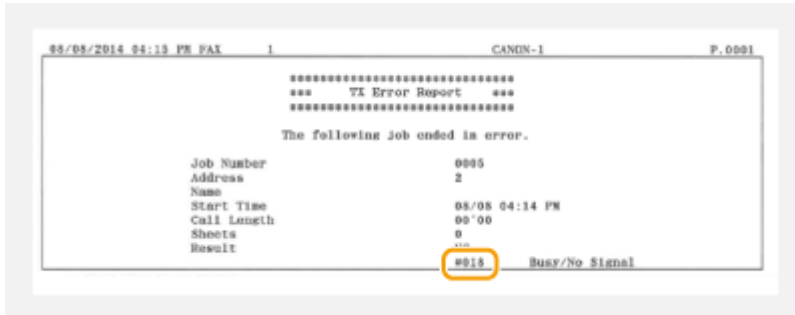 08/08/2014 04:15 PM FAX 1 CANON-1 P.0001
******************************
*** TX Error Report ***
******************************
The following job ended in error.
Job Number 0005
Address 2
Name
Start Time 08/08 04:14 PM
Call Length 00'00
Sheets 0
Result NG
#018 Busy/No Signal